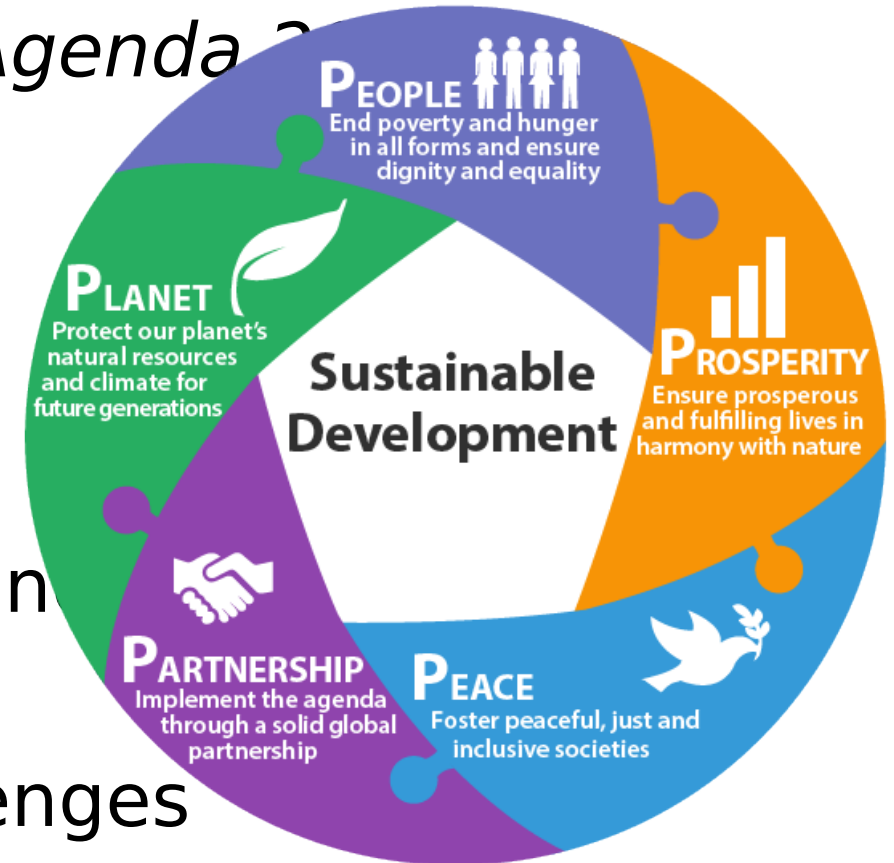 Agenda
PEOPLE
End poverty and hunger
in all forms and ensure
dignity and equality
PLANET
Protect our planet’s
natural resources
and climate for
future generations
Sustainable
Development
PROSPERITY
Ensure prosperous
and fulfilling lives in
harmony with nature
PARTNERSHIP
Implement the agenda
through a solid global
partnership
PEACE
Foster peaceful, just and
inclusive societies
enges